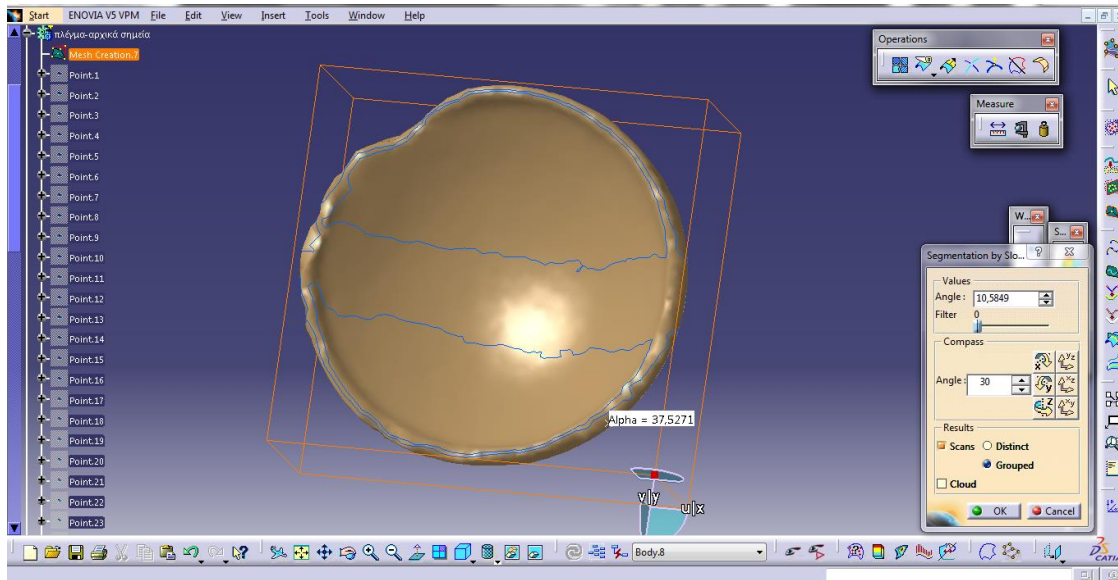 Start ENOVIA V5 VPM File Edit View Insert Tools Window Help
πλέγμα-αρχικά σημεία
Mesh Creation.7
Point.1
Point.2
Point.3
Point.4
Point.5
Point.6
Point.7
Point.8
Point.9
Point.10
Point.11
Point.12
Point.13
Point.14
Point.15
Point.16
Point.17
Point.18
Point.19
Point.20
Point.21
Point.22
Point.23
Operations
Measure
W...
S...
Segmentation by Slo...
Values
Angle : 10,5849
Filter 0
Compass
Angle : 30
x
y
z
yz
xz
xy
Results
Scans Distinct
Grouped
Cloud
OK Cancel
Alpha = 37,5271
v|y
u|x
Body.8
CATIA